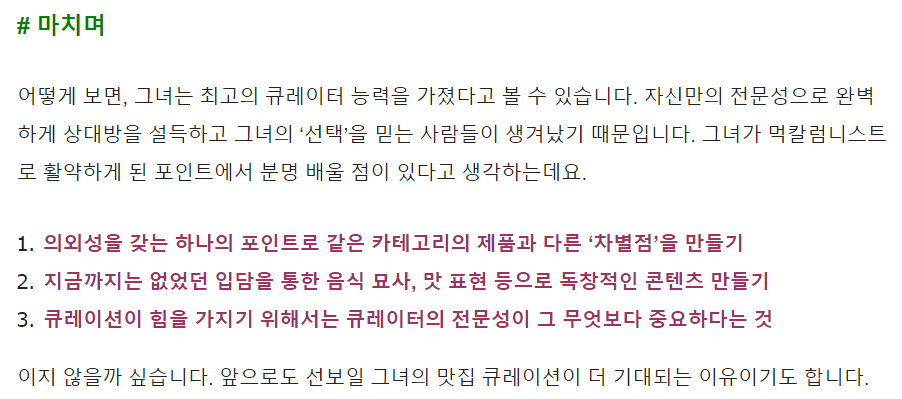 # 마치며
어떻게 보면, 그녀는 최고의 큐레이터 능력을 가졌다고 볼 수 있습니다. 자신만의 전문성으로 완벽
하게 상대방을 설득하고 그녀의 ‘선택’을 믿는 사람들이 생겨났기 때문입니다. 그녀가 먹칼럼니스트
로 활약하게 된 포인트에서 분명 배울 점이 있다고 생각하는데요.
1. 의외성을 갖는 하나의 포인트로 같은 카테고리의 제품과 다른 ‘차별점’을 만들기
2. 지금까지는 없었던 입담을 통한 음식 묘사, 맛 표현 등으로 독창적인 콘텐츠 만들기
3. 큐레이션이 힘을 가지기 위해서는 큐레이터의 전문성이 그 무엇보다 중요하다는 것
이지 않을까 싶습니다. 앞으로도 선보일 그녀의 맛집 큐레이션이 더 기대되는 이유이기도 합니다.